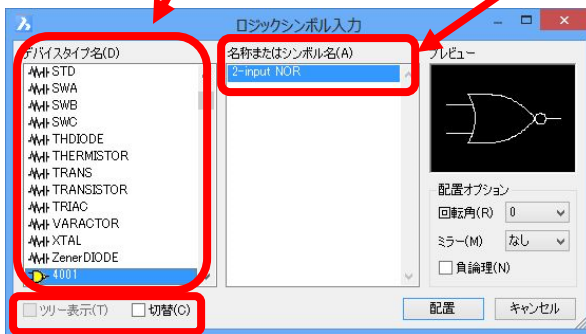 ロジックシンボル入力
デバイスタイプ名(D)
STD
SWA
SWB
SWC
THDIODE
THERMISTOR
TRANS
TRANSISTOR
TRIAC
VARACTOR
XTAL
ZenerDIODE
4001
ツリー表示(T)
切替(C)
名称またはシンボル名(A)
2-input NOR
プレビュー
配置オプション
回転角(R) 0
ミラー(M) なし
負論理(N)
配置
キャンセル